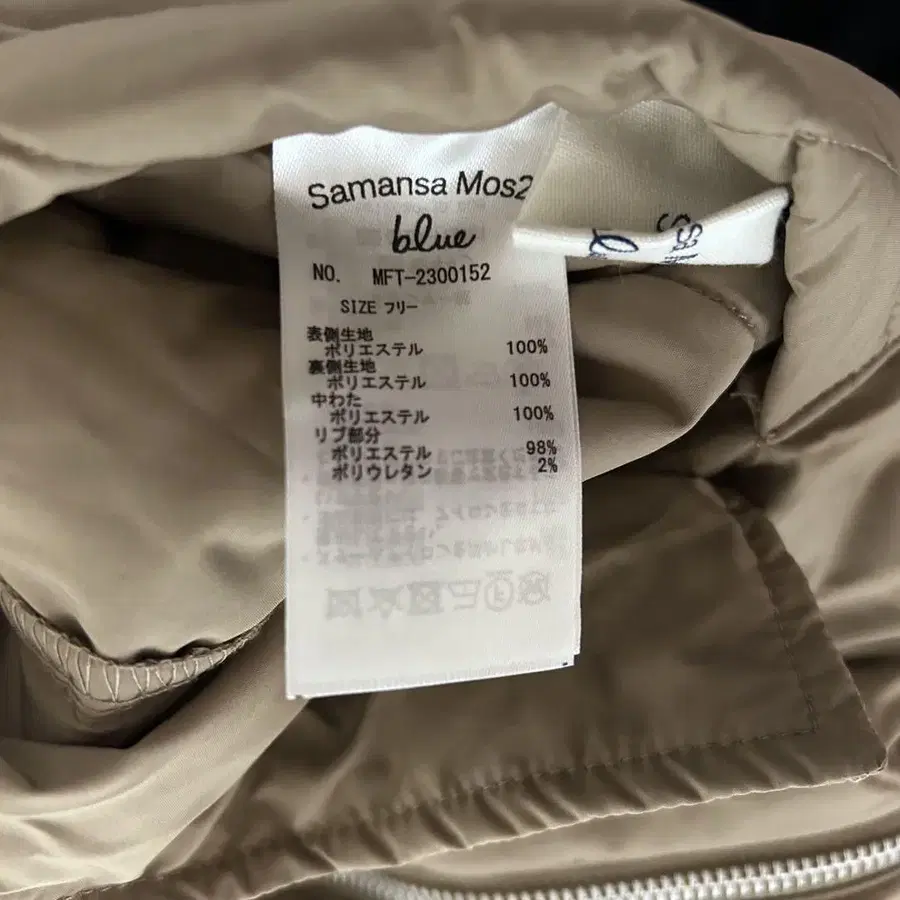 Samansa Mos2
blue
NO. MFT-2300152
SIZE フリー
表側生地
ポリエステル 100%
裏側生地
ポリエステル 100%
中わた
ポリエステル 100%
リブ部分
ポリエステル 98%
ポリウレタン 2%